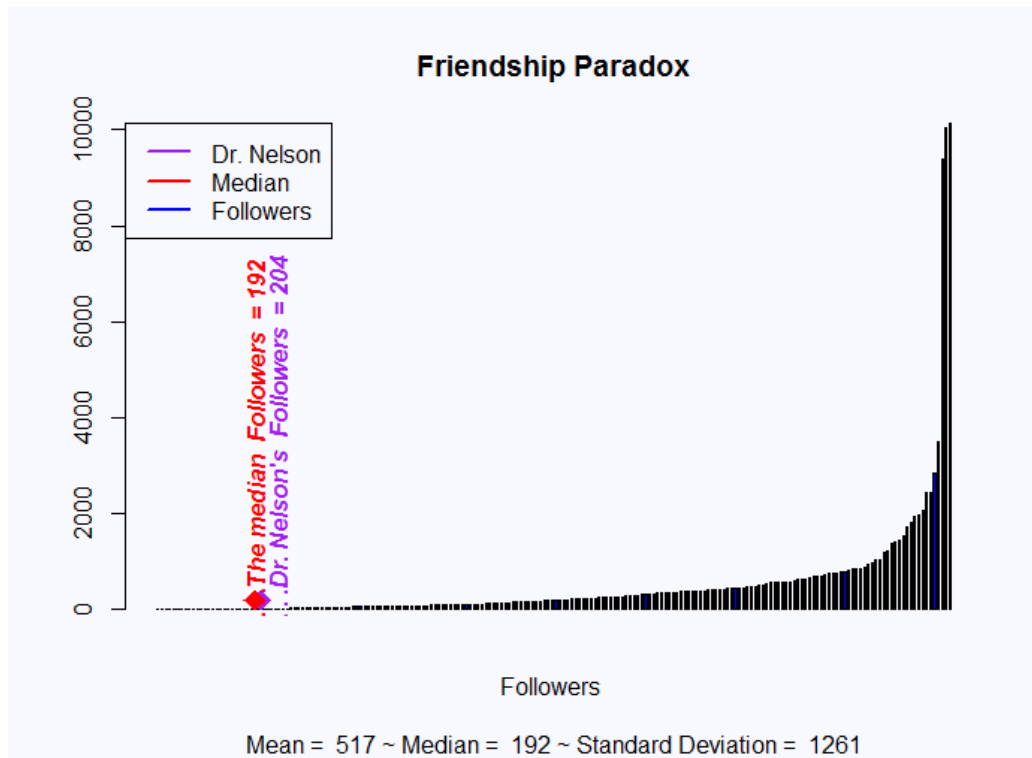 Friendship Paradox
10000
8000
6000
4000
2000
0
Dr. Nelson
Median
Followers
The median Followers = 192
Dr. Nelson's Followers = 204
Followers
Mean = 517 ~ Median = 192 ~ Standard Deviation = 1261